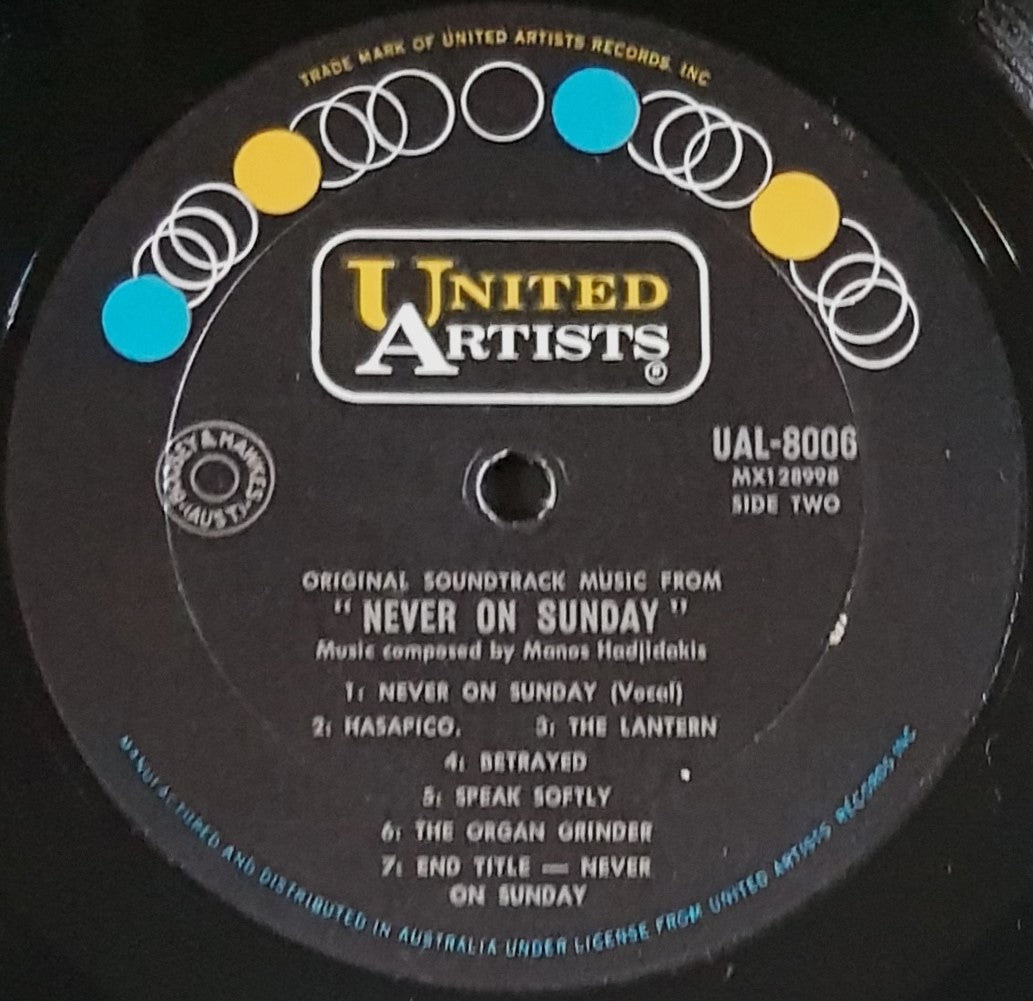 TRADE MARK OF UNITED ARTISTS RECORDS, INC
UNITED
ARTISTS
®
BOOSEY & HAWKES
(AUST)
UAL-8006
MX128998
SIDE TWO
ORIGINAL SOUNDTRACK MUSIC FROM
"NEVER ON SUNDAY"
Music composed by Manos Hadjidakis
1: NEVER ON SUNDAY (Vocal)
2: HASAPICO. 3: THE LANTERN
4: BETRAYED
5: SPEAK SOFTLY
6: THE ORGAN GRINDER
7: END TITLE — NEVER
ON SUNDAY
MANUFACTURED AND DISTRIBUTED IN AUSTRALIA UNDER LICENSE FROM UNITED ARTISTS RECORDS INC